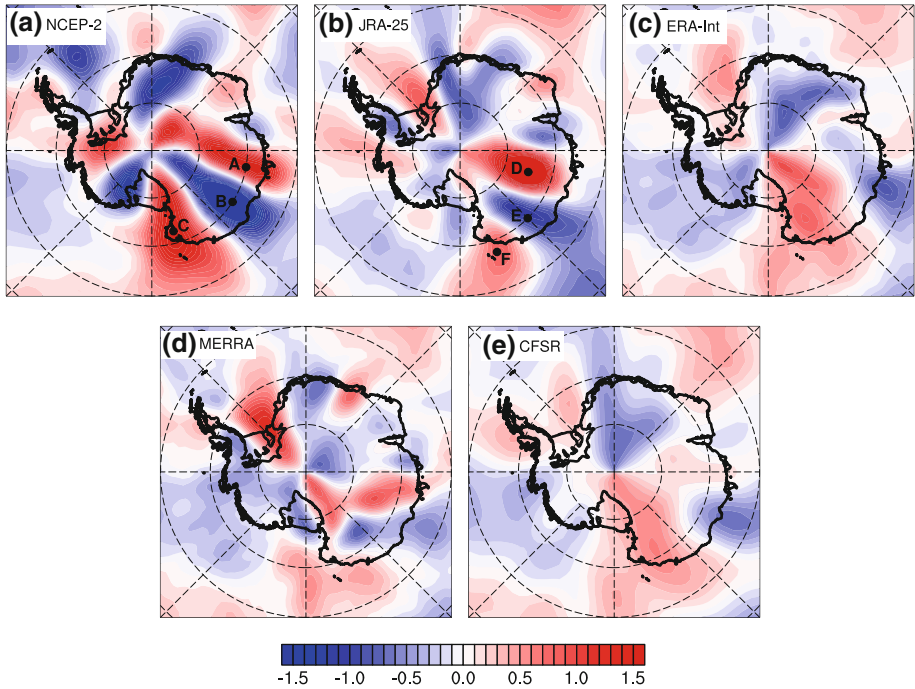 (a) NCEP-2
(b) JRA-25
(c) ERA-Int
A
B
C
D
E
F
(d) MERRA
(e) CFSR
-1.5 -1.0 -0.5 0.0 0.5 1.0 1.5